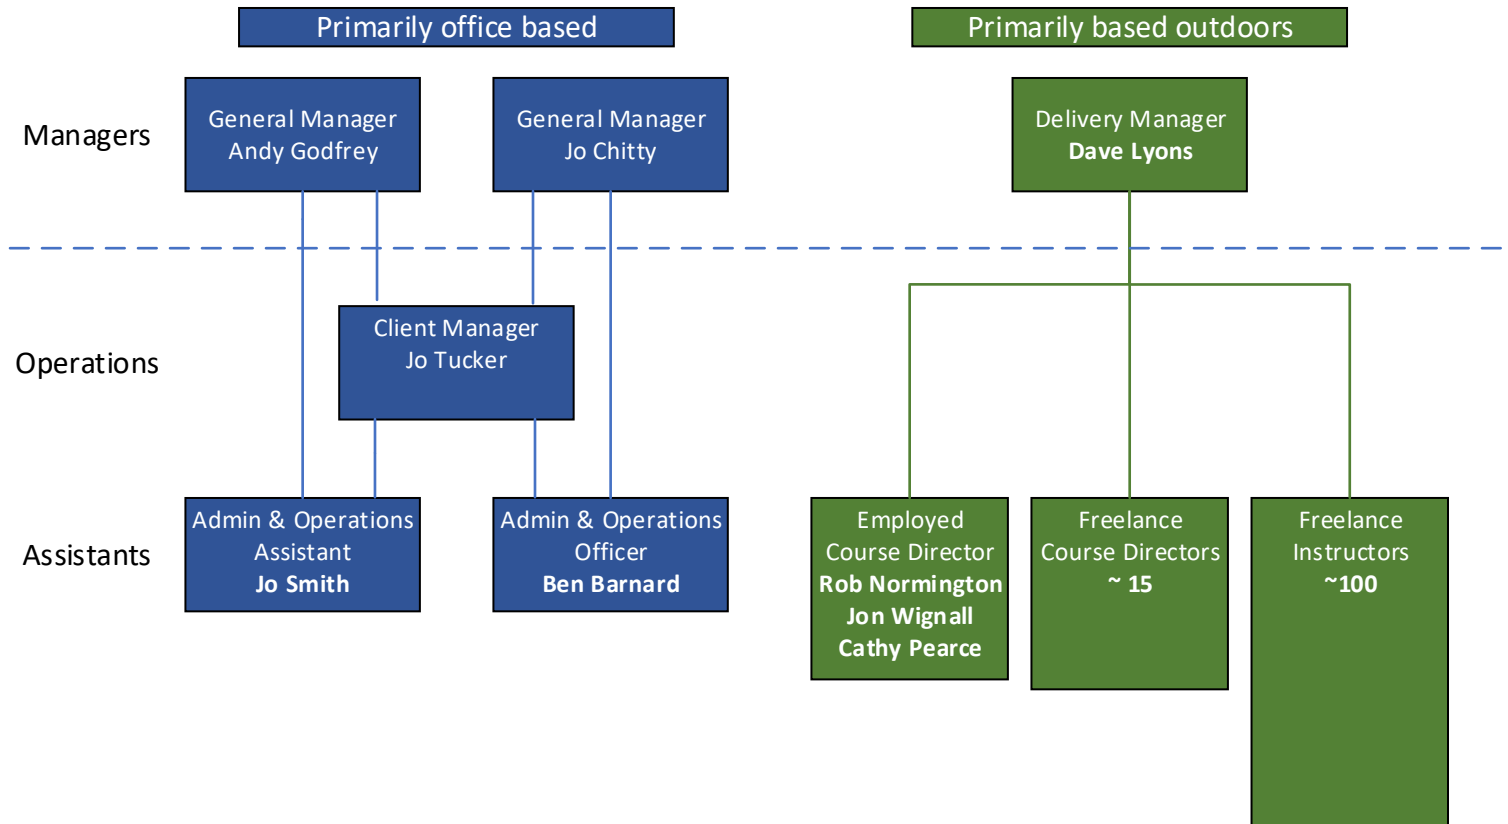 Primarily office based
Primarily based outdoors
Managers
General Manager
Andy Godfrey
General Manager
Jo Chitty
Delivery Manager
Dave Lyons
Operations
Client Manager
Jo Tucker
Assistants
Admin & Operations
Assistant
Jo Smith
Admin & Operations
Officer
Ben Barnard
Employed
Course Director
Rob Normington
Jon Wignall
Cathy Pearce
Freelance
Course Directors
~ 15
Freelance
Instructors
~100